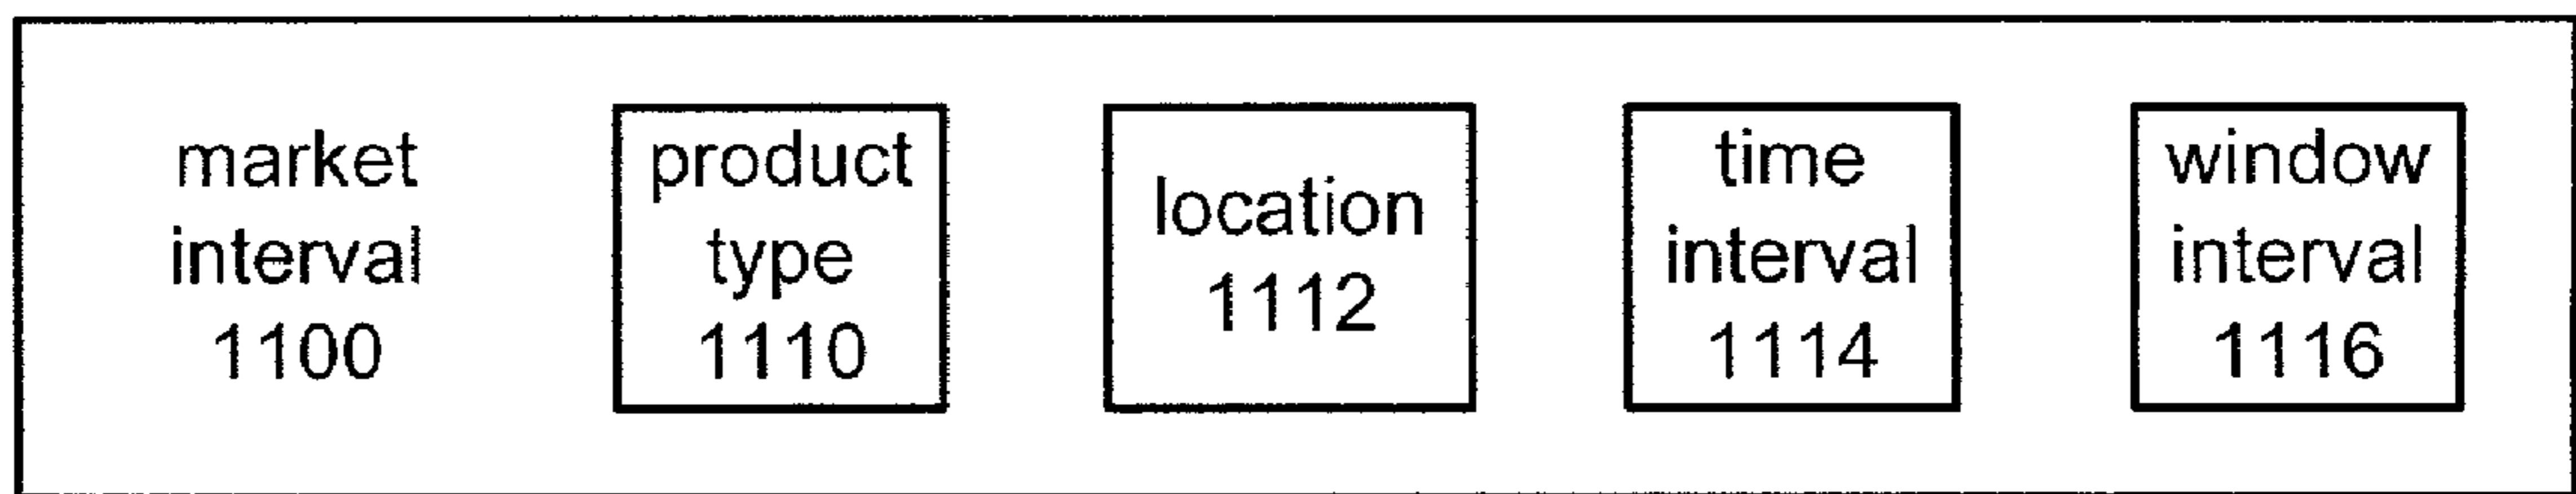 market
interval
1100
product
type
1110
location
1112
time
interval
1114
window
interval
1116